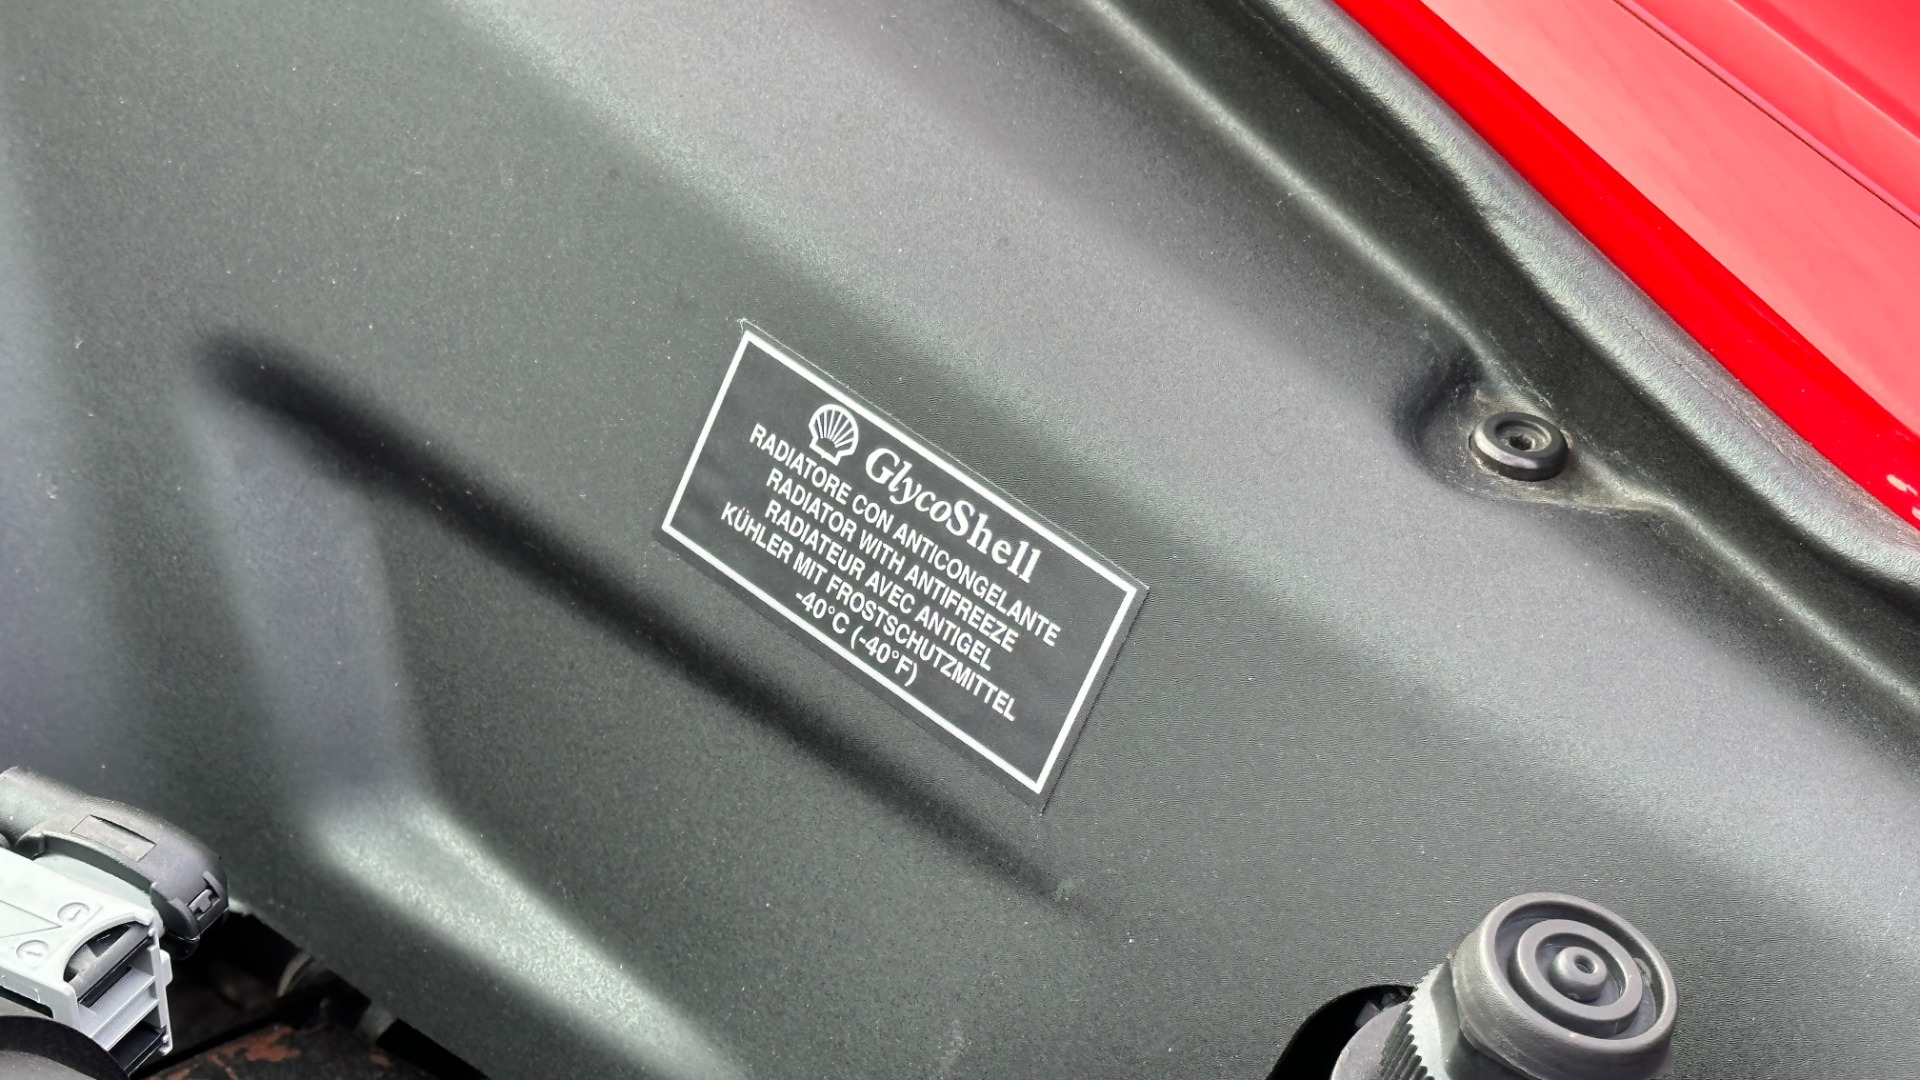 GlycoShell
RADIATORE CON ANTICONGELANTE
RADIATOR WITH ANTIFREEZE
RADIATEUR AVEC ANTIGEL
KÜHLER MIT FROSTSCHUTZMITTEL
-40°C (-40°F)